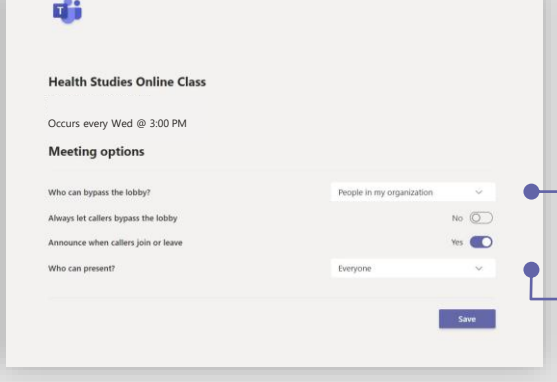 T
Health Studies Online Class
Occurs every Wed @ 3:00 PM
Meeting options
Who can bypass the lobby? People in my organization
Always let callers bypass the lobby No
Announce when callers join or leave Yes
Who can present? Everyone
Save